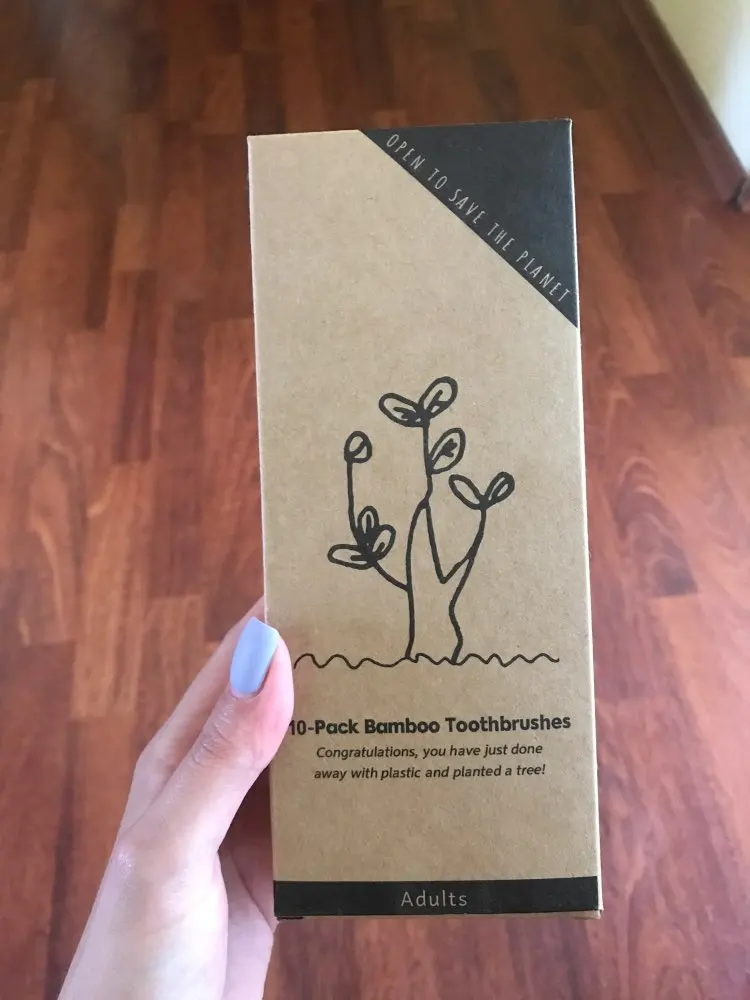 OPEN TO SAVE THE PLANET
10-Pack Bamboo Toothbrushes
Congratulations, you have just done
away with plastic and planted a tree!
Adults